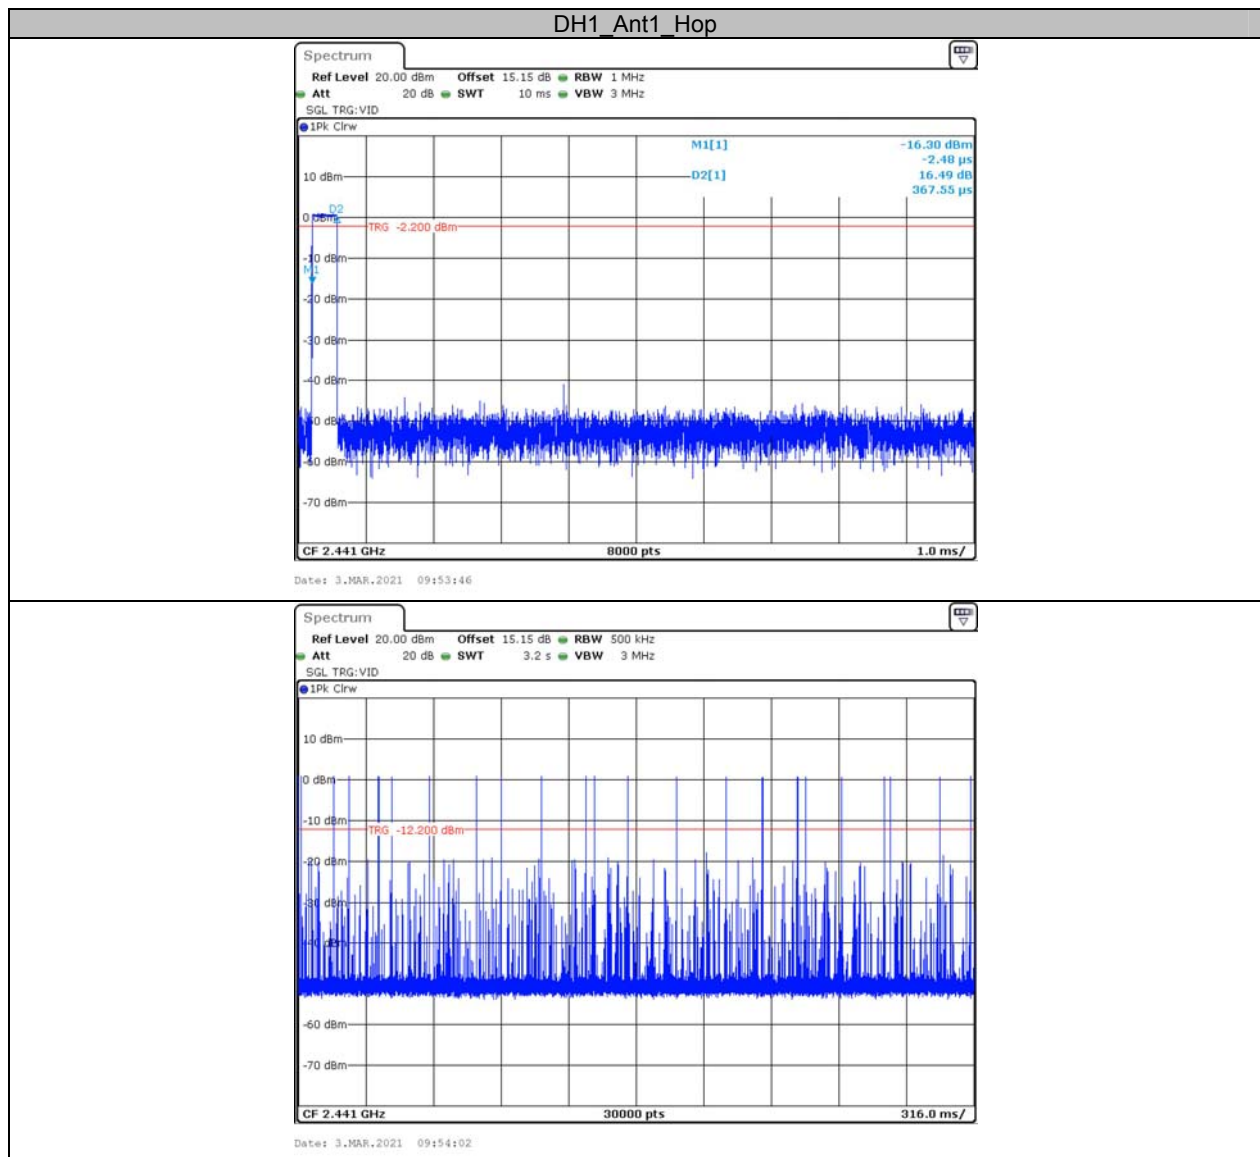 DH1_Ant1_Hop
Spectrum
Ref Level 20.00 dBm Offset 15.15 dB RBW 1 MHz
Att 20 dB SWT 10 ms VBW 3 MHz
SGL TRG:VID
1Pk Clrw
M1[1] -16.30 dBm
-2.48 µs
10 dBm D2[1] 16.49 dB
367.55 µs
D2
0 dBm
TRG -2.200 dBm
-10 dBm
M1
-20 dBm
-30 dBm
-40 dBm
-50 dBm
-60 dBm
-70 dBm
CF 2.441 GHz 8000 pts 1.0 ms/
Date: 3.MAR.2021 09:53:46
Spectrum
Ref Level 20.00 dBm Offset 15.15 dB RBW 500 kHz
Att 20 dB SWT 3.2 s VBW 3 MHz
SGL TRG:VID
1Pk Clrw
10 dBm
0 dBm
-10 dBm
TRG -12.200 dBm
-20 dBm
-30 dBm
-40 dBm
-60 dBm
-70 dBm
CF 2.441 GHz 30000 pts 316.0 ms/
Date: 3.MAR.2021 09:54:02